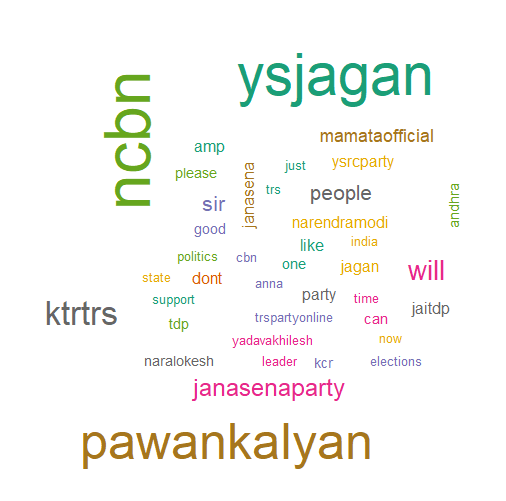 ysjagan
ncbn
mamataofficial
amp
just
ysrcparty
please
janasena
trs
people
andhra
sir
narendramodi
good
like
india
politics
cbn
one
jagan
will
state
dont
anna
party
time
jaitdp
support
ktrtrs
tdp
trspartyonline
can
yadavakhilesh
now
naralokesh
leader
kcr
elections
janasenaparty
pawankalyan